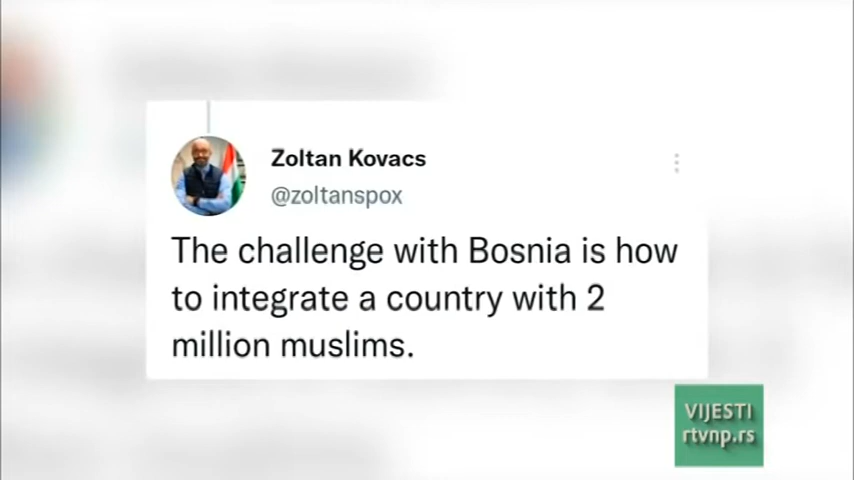 Zoltan Kovacs
@zoltanspox
The challenge with Bosnia is how
to integrate a country with 2
million muslims.
VIJESTI
rtvnp.rs